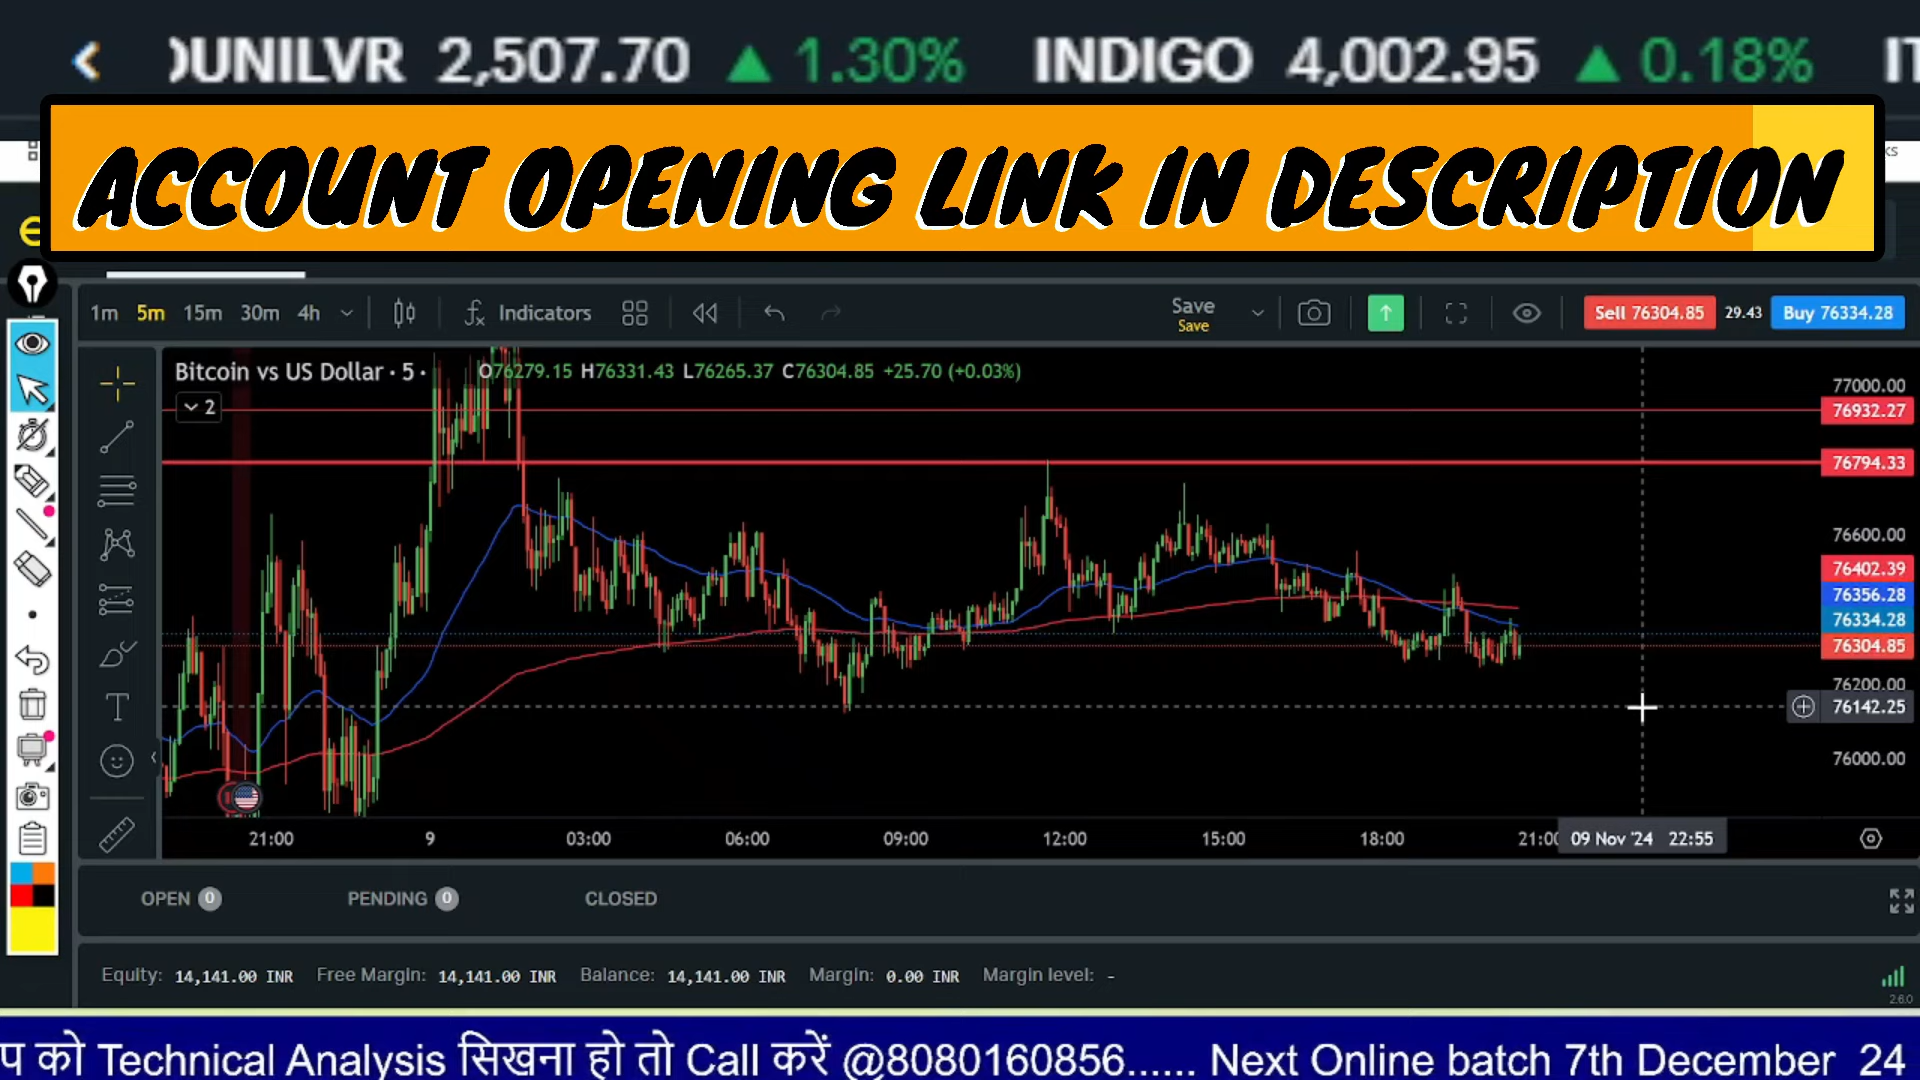 UNILVR 2,507.70 ▲ 1.30% INDIGO 4,002.95 ▲ 0.18%
ACCOUNT OPENING LINK IN DESCRIPTION
1m 5m 15m 30m 4h Indicators Save Save Sell 76304.85 29.43 Buy 76334.28
Bitcoin vs US Dollar · 5 · O76279.15 H76331.43 L76265.37 C76304.85 +25.70 (+0.03%)
2
77000.00
76932.27
76794.33
76600.00
76402.39
76356.28
76334.28
76304.85
76200.00
76142.25
76000.00
21:00 9 03:00 06:00 09:00 12:00 15:00 18:00 21:00 09 Nov '24 22:55
OPEN 0 PENDING 0 CLOSED
Equity: 14,141.00 INR Free Margin: 14,141.00 INR Balance: 14,141.00 INR Margin: 0.00 INR Margin level: -
2.6.0
प को Technical Analysis सिखना हो तो Call करें @8080160856...... Next Online batch 7th December 24